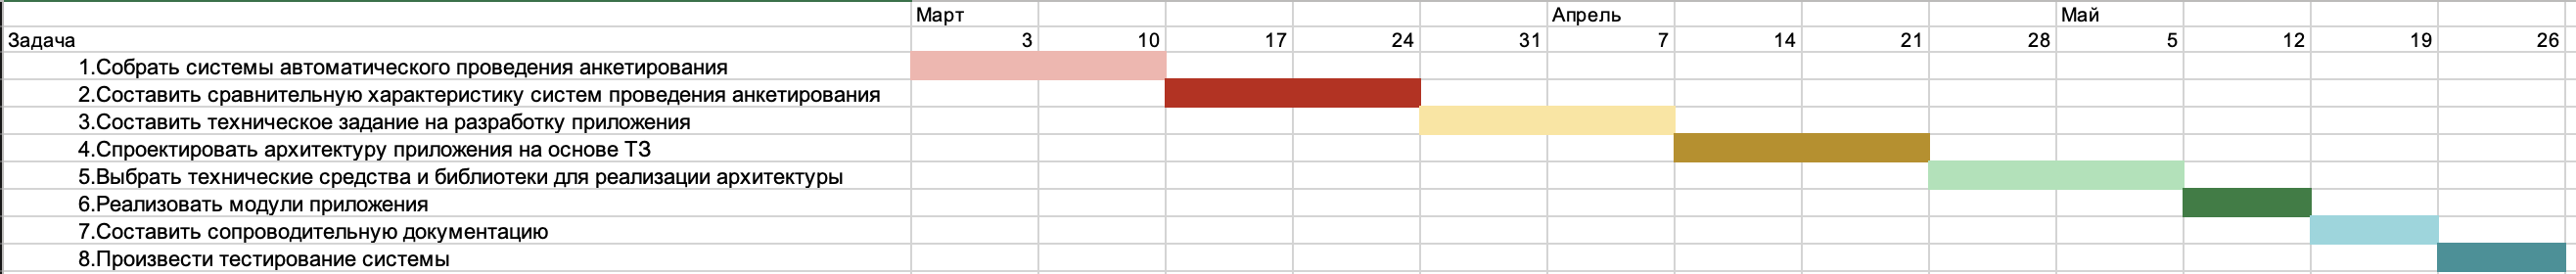 Март Апрель Май
Задача 3 10 17 24 31 7 14 21 28 5 12 19 26
1.Собрать системы автоматического проведения анкетирования
2.Составить сравнительную характеристику систем проведения анкетирования
3.Составить техническое задание на разработку приложения
4.Спроектировать архитектуру приложения на основе ТЗ
5.Выбрать технические средства и библиотеки для реализации архитектуры
6.Реализовать модули приложения
7.Составить сопроводительную документацию
8.Произвести тестирование системы